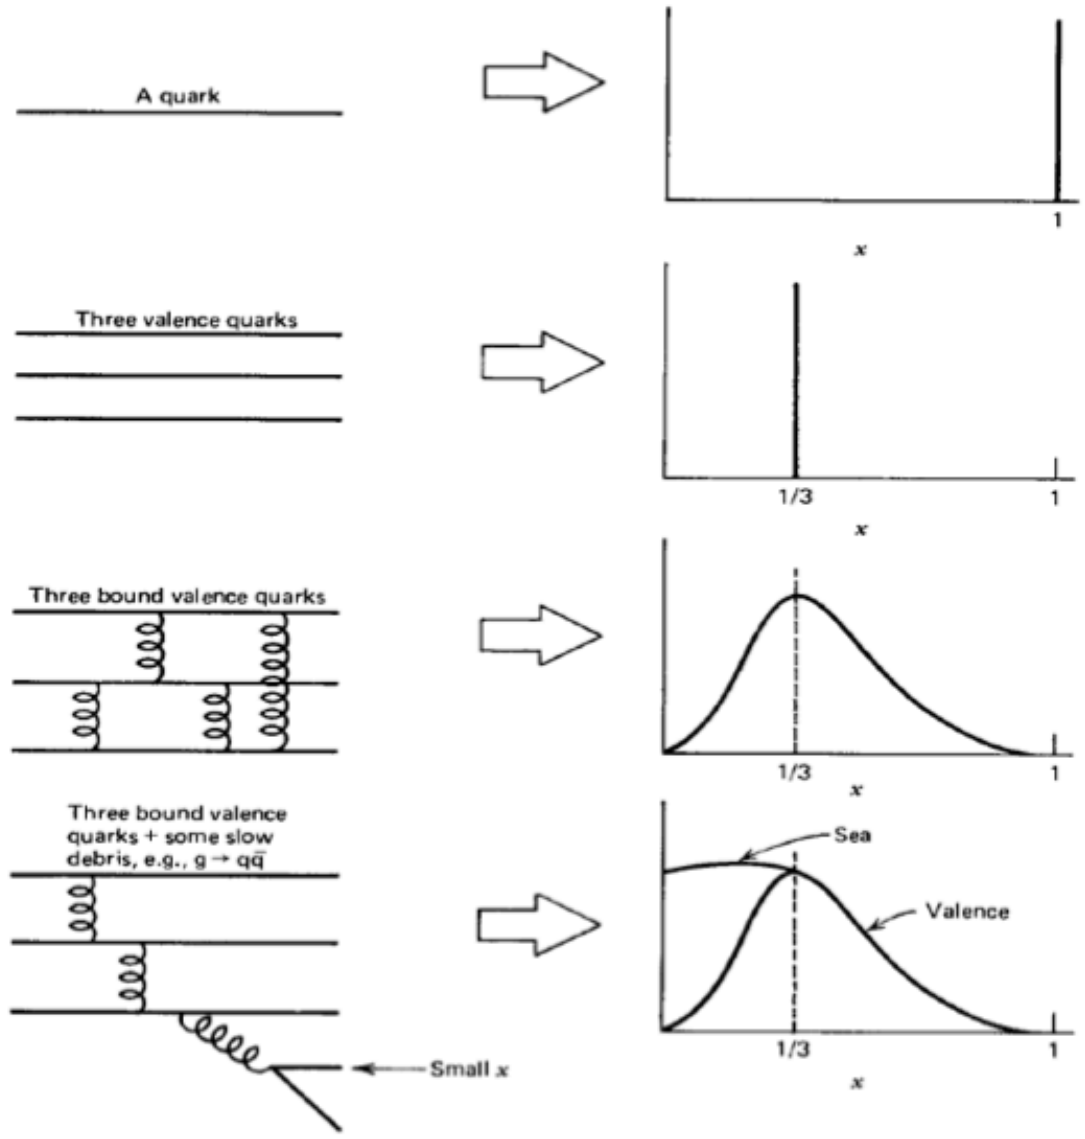 A quark
1
x
Three valence quarks
1/3
1
x
Three bound valence quarks
1/3
1
x
Three bound valence
quarks + some slow
debris, e.g., g → qq̄
Sea
Valence
Small x
1/3
1
x